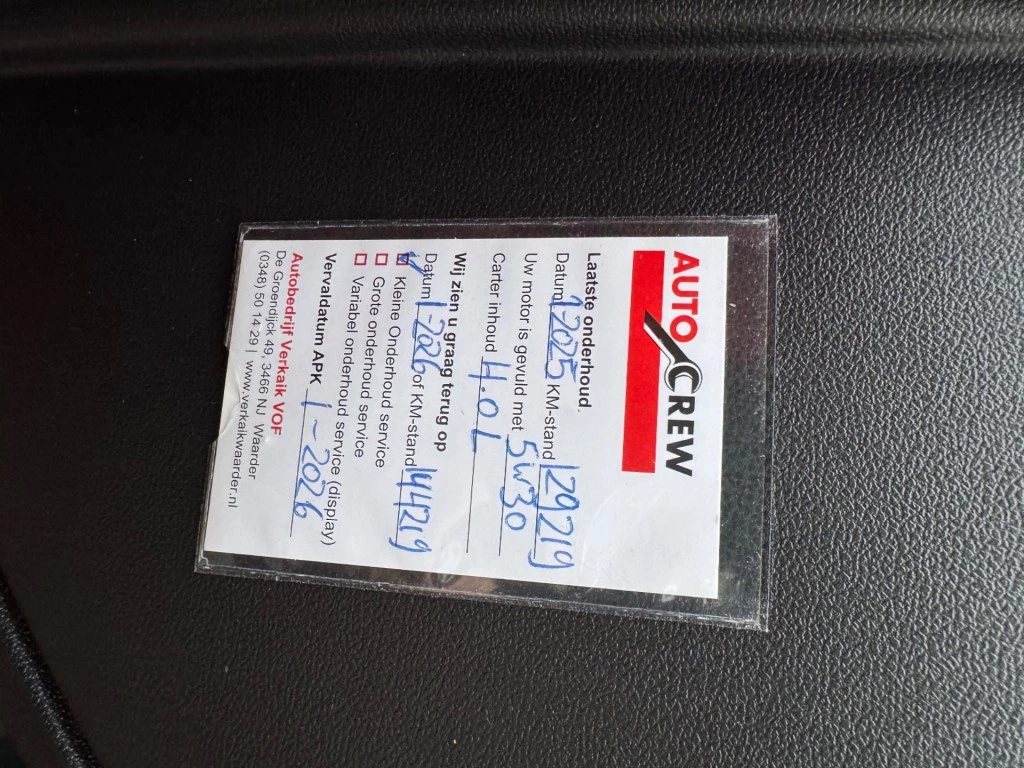 AUTO CREW
Laatste onderhoud.
Datum 1-2025 KM-stand 129219
Uw motor is gevuld met 5W30
Carter inhoud 4.0 L
Wij zien u graag terug op
Datum 1-2026 of KM-stand 144219
Kleine Onderhoud service
Grote onderhoud service
Variabel onderhoud service (display)
Vervaldatum APK 1-2026
Autobedrijf Verkaik VOF
De Groendijck 49, 3466 NJ Waarder
(0348) 50 14 29 | www.verkaikwaarder.nl